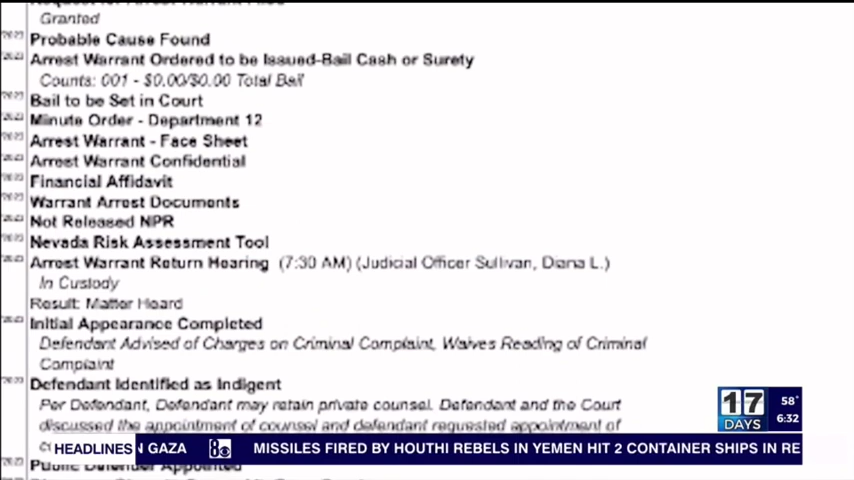 Request for Arrest Warrant Filed
Granted
Probable Cause Found
Arrest Warrant Ordered to be Issued-Bail Cash or Surety
Counts: 001 - $0.00/$0.00 Total Bail
Bail to be Set in Court
Minute Order - Department 12
Arrest Warrant - Face Sheet
Arrest Warrant Confidential
Financial Affidavit
Warrant Arrest Documents
Not Released NPR
Nevada Risk Assessment Tool
Arrest Warrant Return Hearing (7:30 AM) (Judicial Officer Sullivan, Diana L.)
In Custody
Result: Matter Heard
Initial Appearance Completed
Defendant Advised of Charges on Criminal Complaint, Waives Reading of Criminal
Complaint
Defendant Identified as Indigent
Per Defendant, Defendant may retain private counsel. Defendant and the Court
discussed the appointment of counsel and defendant requested appointment of
Public Defender Appointed
17
DAYS
58°
6:32
HEADLINES
N GAZA
8
MISSILES FIRED BY HOUTHI REBELS IN YEMEN HIT 2 CONTAINER SHIPS IN RE